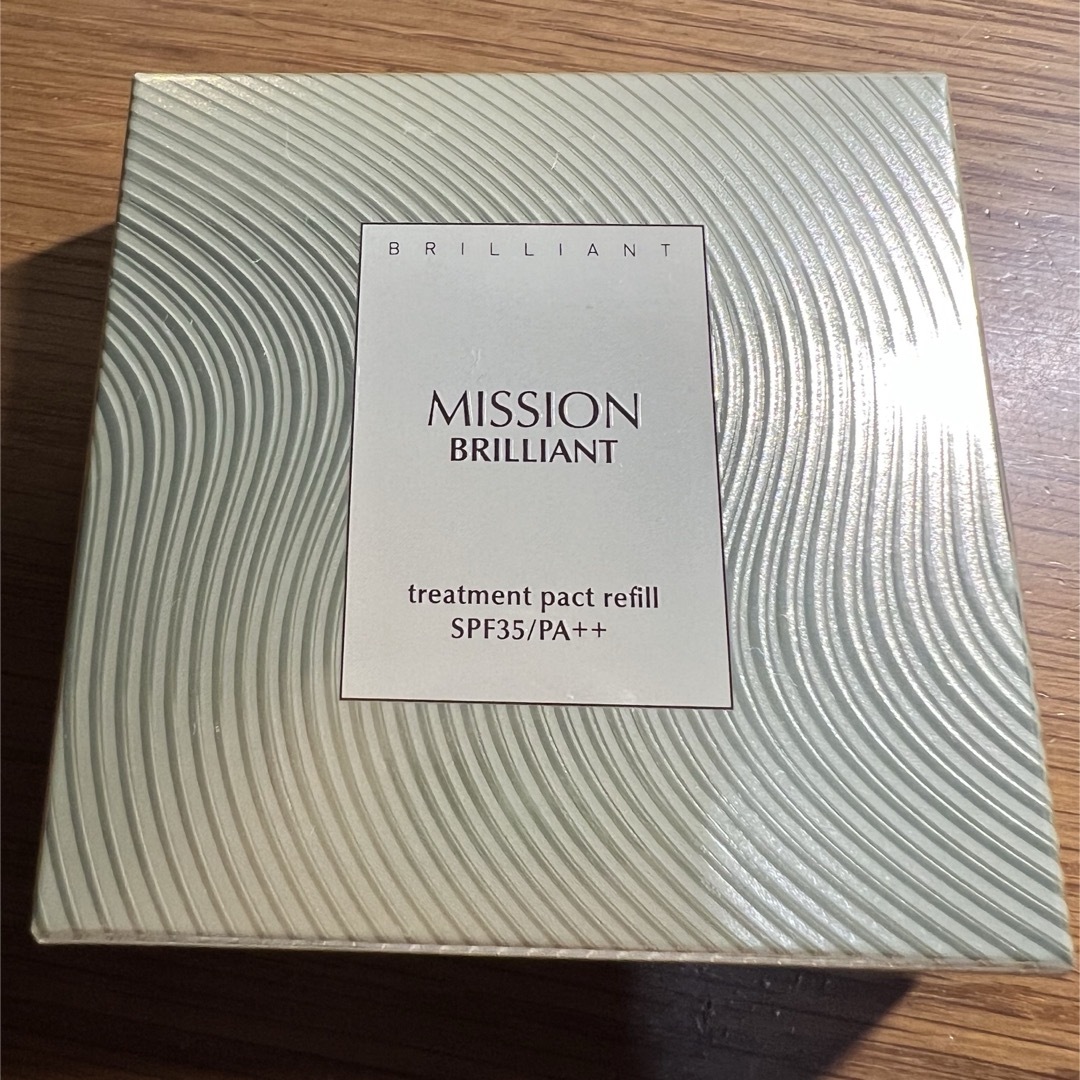 BRILLIANT
MISSION
BRILLIANT
treatment pact refill
SPF35/PA++